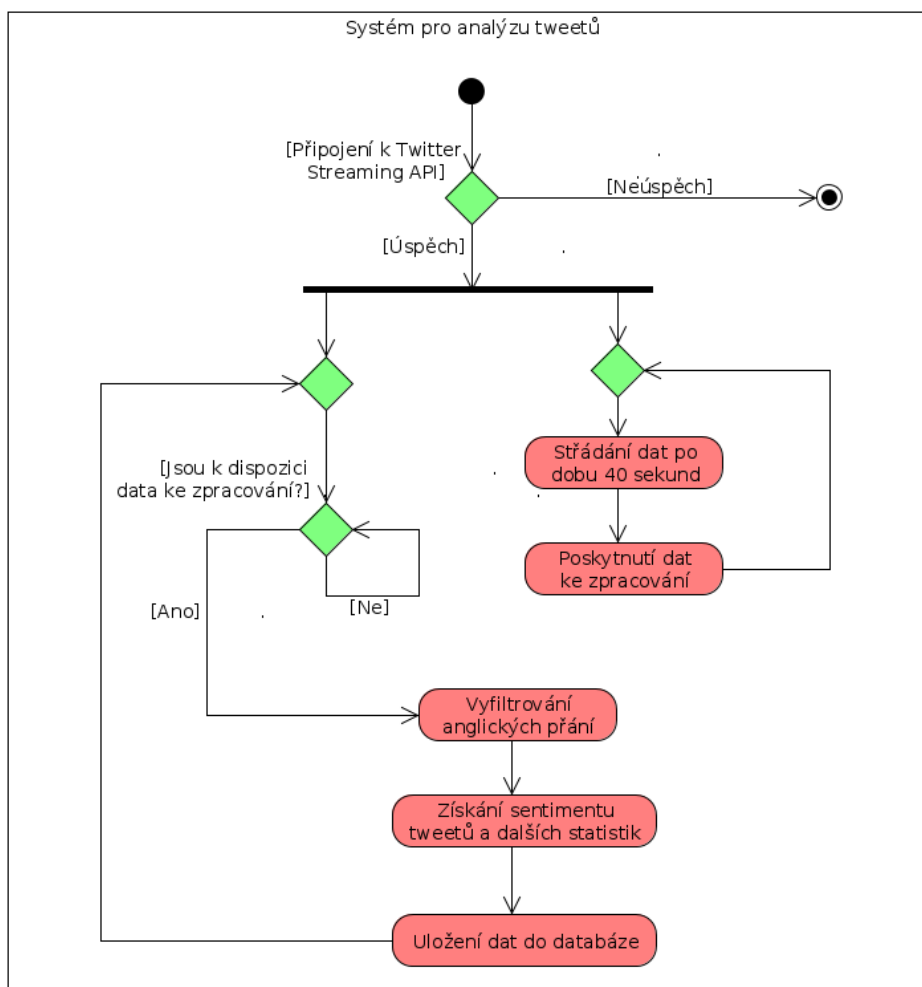 Systém pro analýzu tweetů
[Připojení k Twitter
Streaming API]
[Neúspěch]
[Úspěch]
[Jsou k dispozici
data ke zpracování?]
Střádání dat po
dobu 40 sekund
Poskytnutí dat
ke zpracování
[Ano]
[Ne]
Vyfiltrování
anglických přání
Získání sentimentu
tweetů a dalších statistik
Uložení dat do databáze